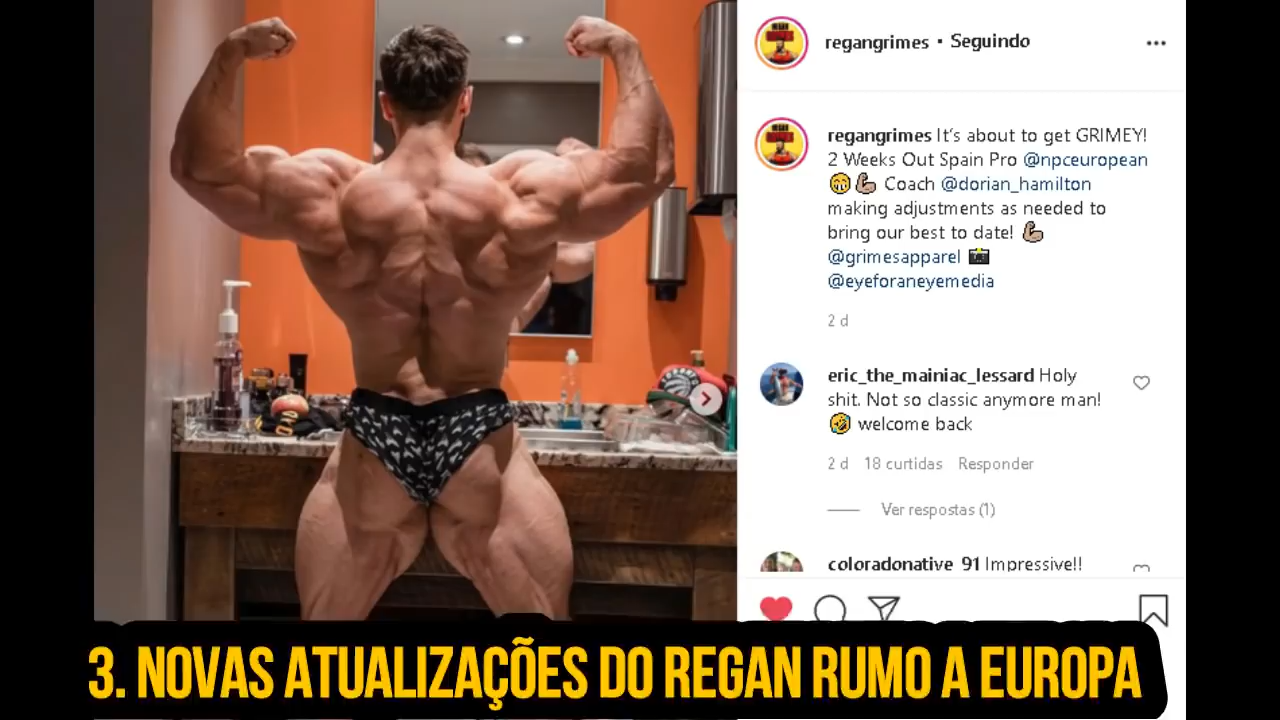 regangrimes • Seguindo
regangrimes It's about to get GRIMEY!
2 Weeks Out Spain Pro @npceuropean
😁💪🏽 Coach @dorian_hamilton
making adjustments as needed to
bring our best to date! 💪🏽
@grimesapparel 📸
@eyeforaneyemedia
2 d
eric_the_mainiac_lessard Holy
shit. Not so classic anymore man!
🤣 welcome back
2 d 18 curtidas Responder
Ver respostas (1)
coloradonative_91 Impressive!!
3. NOVAS ATUALIZAÇÕES DO REGAN RUMO A EUROPA